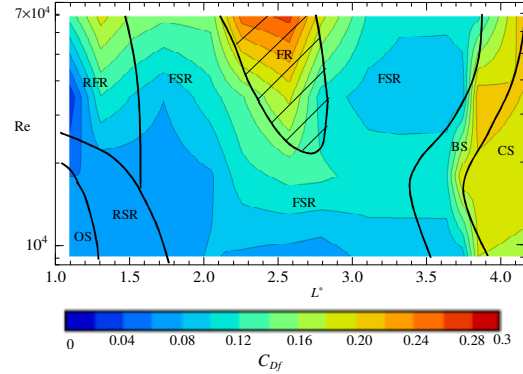 7×10⁴
Re
10⁴
RFR
FSR
FR
FSR
BS
CS
FSR
RSR
OS
1.0 1.5 2.0 2.5 3.0 3.5 4.0
L*
0 0.04 0.08 0.12 0.16 0.20 0.24 0.28 0.3
C_Df